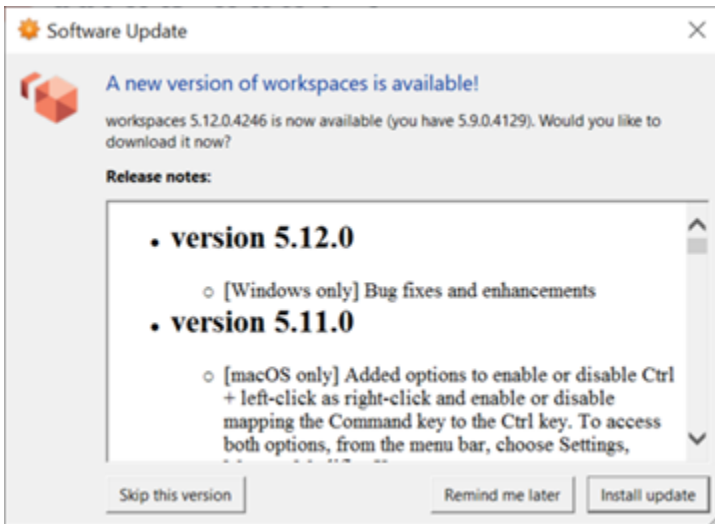 Software Update
A new version of workspaces is available!
workspaces 5.12.0.4246 is now available (you have 5.9.0.4129). Would you like to
download it now?
Release notes:
• version 5.12.0
○ [Windows only] Bug fixes and enhancements
• version 5.11.0
○ [macOS only] Added options to enable or disable Ctrl
+ left-click as right-click and enable or disable
mapping the Command key to the Ctrl key. To access
both options, from the menu bar, choose Settings,
Skip this version
Remind me later
Install update